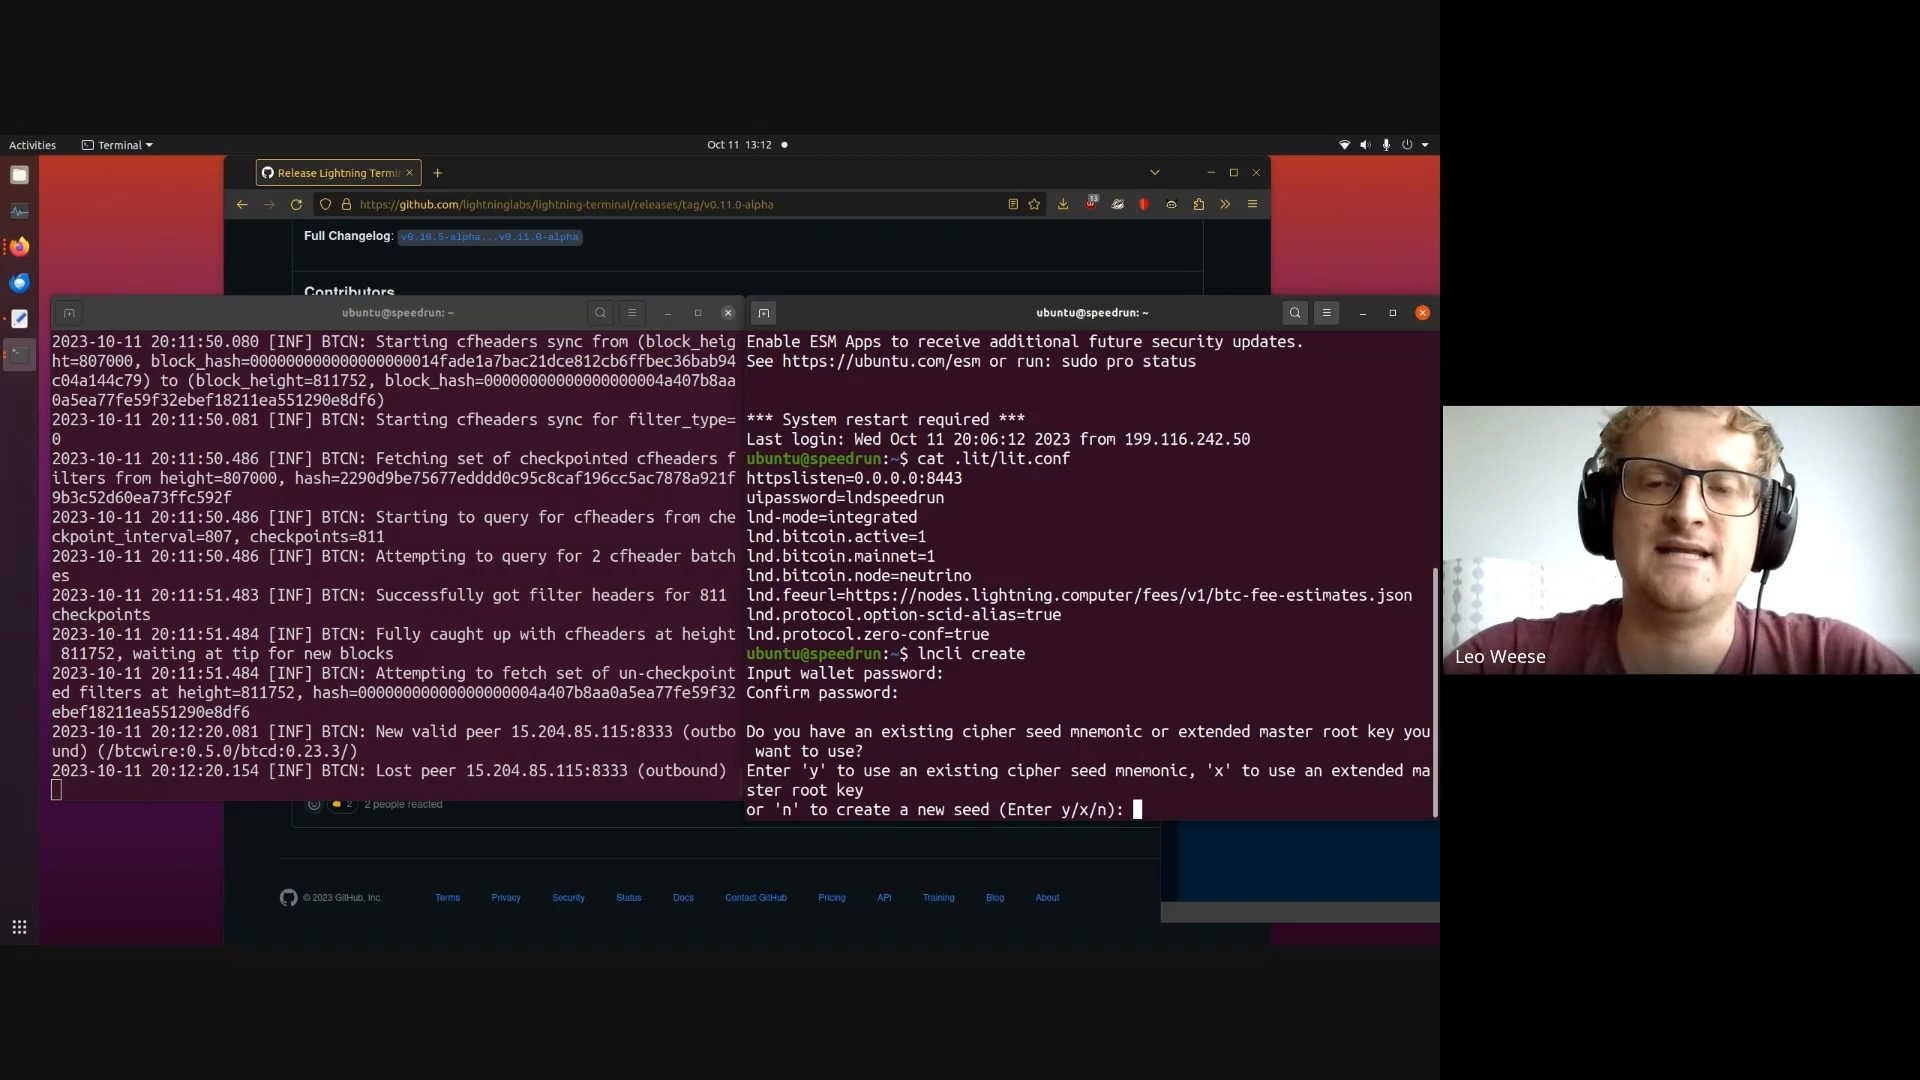 Activities
Terminal
Oct 11 13:12
Release Lightning Termi
https://github.com/lightninglabs/lightning-terminal/releases/tag/v0.11.0-alpha
13
Full Changelog: v0.10.5-alpha...v0.11.0-alpha
Contributors
ubuntu@speedrun: ~
2023-10-11 20:11:50.080 [INF] BTCN: Starting cfheaders sync from (block_heig
ht=807000, block_hash=00000000000000000014fade1a7bac21dce812cb6ffbec36bab94
c04a144c79) to (block_height=811752, block_hash=00000000000000000004a407b8aa
0a5ea77fe59f32ebef18211ea551290e8df6)
2023-10-11 20:11:50.081 [INF] BTCN: Starting cfheaders sync for filter_type=
0
2023-10-11 20:11:50.486 [INF] BTCN: Fetching set of checkpointed cfheaders f
ilters from height=807000, hash=2290d9be75677edddd0c95c8caf196cc5ac7878a921f
9b3c52d60ea73ffc592f
2023-10-11 20:11:50.486 [INF] BTCN: Starting to query for cfheaders from che
ckpoint_interval=807, checkpoints=811
2023-10-11 20:11:50.486 [INF] BTCN: Attempting to query for 2 cfheader batch
es
2023-10-11 20:11:51.483 [INF] BTCN: Successfully got filter headers for 811
checkpoints
2023-10-11 20:11:51.484 [INF] BTCN: Fully caught up with cfheaders at height
811752, waiting at tip for new blocks
2023-10-11 20:11:51.484 [INF] BTCN: Attempting to fetch set of un-checkpoint
ed filters at height=811752, hash=00000000000000000004a407b8aa0a5ea77fe59f32
ebef18211ea551290e8df6
2023-10-11 20:12:20.081 [INF] BTCN: New valid peer 15.204.85.115:8333 (outbo
und) (/btcwire:0.5.0/btcd:0.23.3/)
2023-10-11 20:12:20.154 [INF] BTCN: Lost peer 15.204.85.115:8333 (outbound)
ubuntu@speedrun: ~
Enable ESM Apps to receive additional future security updates.
See https://ubuntu.com/esm or run: sudo pro status
*** System restart required ***
Last login: Wed Oct 11 20:06:12 2023 from 199.116.242.50
ubuntu@speedrun:~$ cat .lit/lit.conf
httpslisten=0.0.0.0:8443
uipassword=lndspeedrun
lnd-mode=integrated
lnd.bitcoin.active=1
lnd.bitcoin.mainnet=1
lnd.bitcoin.node=neutrino
lnd.feeurl=https://nodes.lightning.computer/fees/v1/btc-fee-estimates.json
lnd.protocol.option-scid-alias=true
lnd.protocol.zero-conf=true
ubuntu@speedrun:~$ lncli create
Input wallet password:
Confirm password:
Do you have an existing cipher seed mnemonic or extended master root key you
want to use?
Enter 'y' to use an existing cipher seed mnemonic, 'x' to use an extended ma
ster root key
or 'n' to create a new seed (Enter y/x/n):
Leo Weese
2 2 people reacted
© 2023 GitHub, Inc. Terms Privacy Security Status Docs Contact GitHub Pricing API Training Blog About